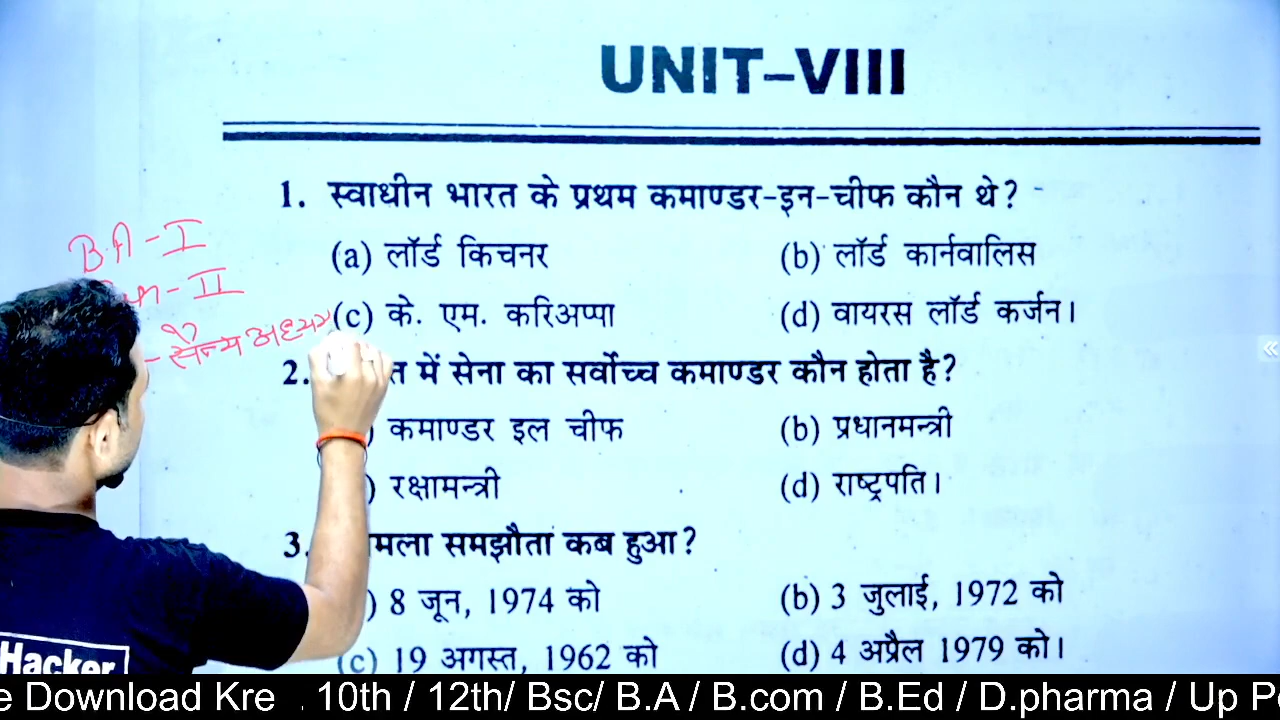 UNIT–VIII
1. स्वाधीन भारत के प्रथम कमाण्डर-इन-चीफ कौन थे?
(a) लॉर्ड किचनर (b) लॉर्ड कार्नवालिस
(c) के. एम. करिअप्पा (d) वायरस लॉर्ड कर्जन।
B.A - I
- II
- सैन्य अध्ययन
2. में सेना का सर्वोच्च कमाण्डर कौन होता है?
कमाण्डर इल चीफ (b) प्रधानमन्त्री
रक्षामन्त्री (d) राष्ट्रपति।
3. समझौता कब हुआ?
8 जून, 1974 को (b) 3 जुलाई, 1972 को
(c) 19 अगस्त, 1962 को (d) 4 अप्रैल 1979 को।
Hacker
Download Kre . 10th / 12th/ Bsc/ B.A / B.com / B.Ed / D.pharma / Up